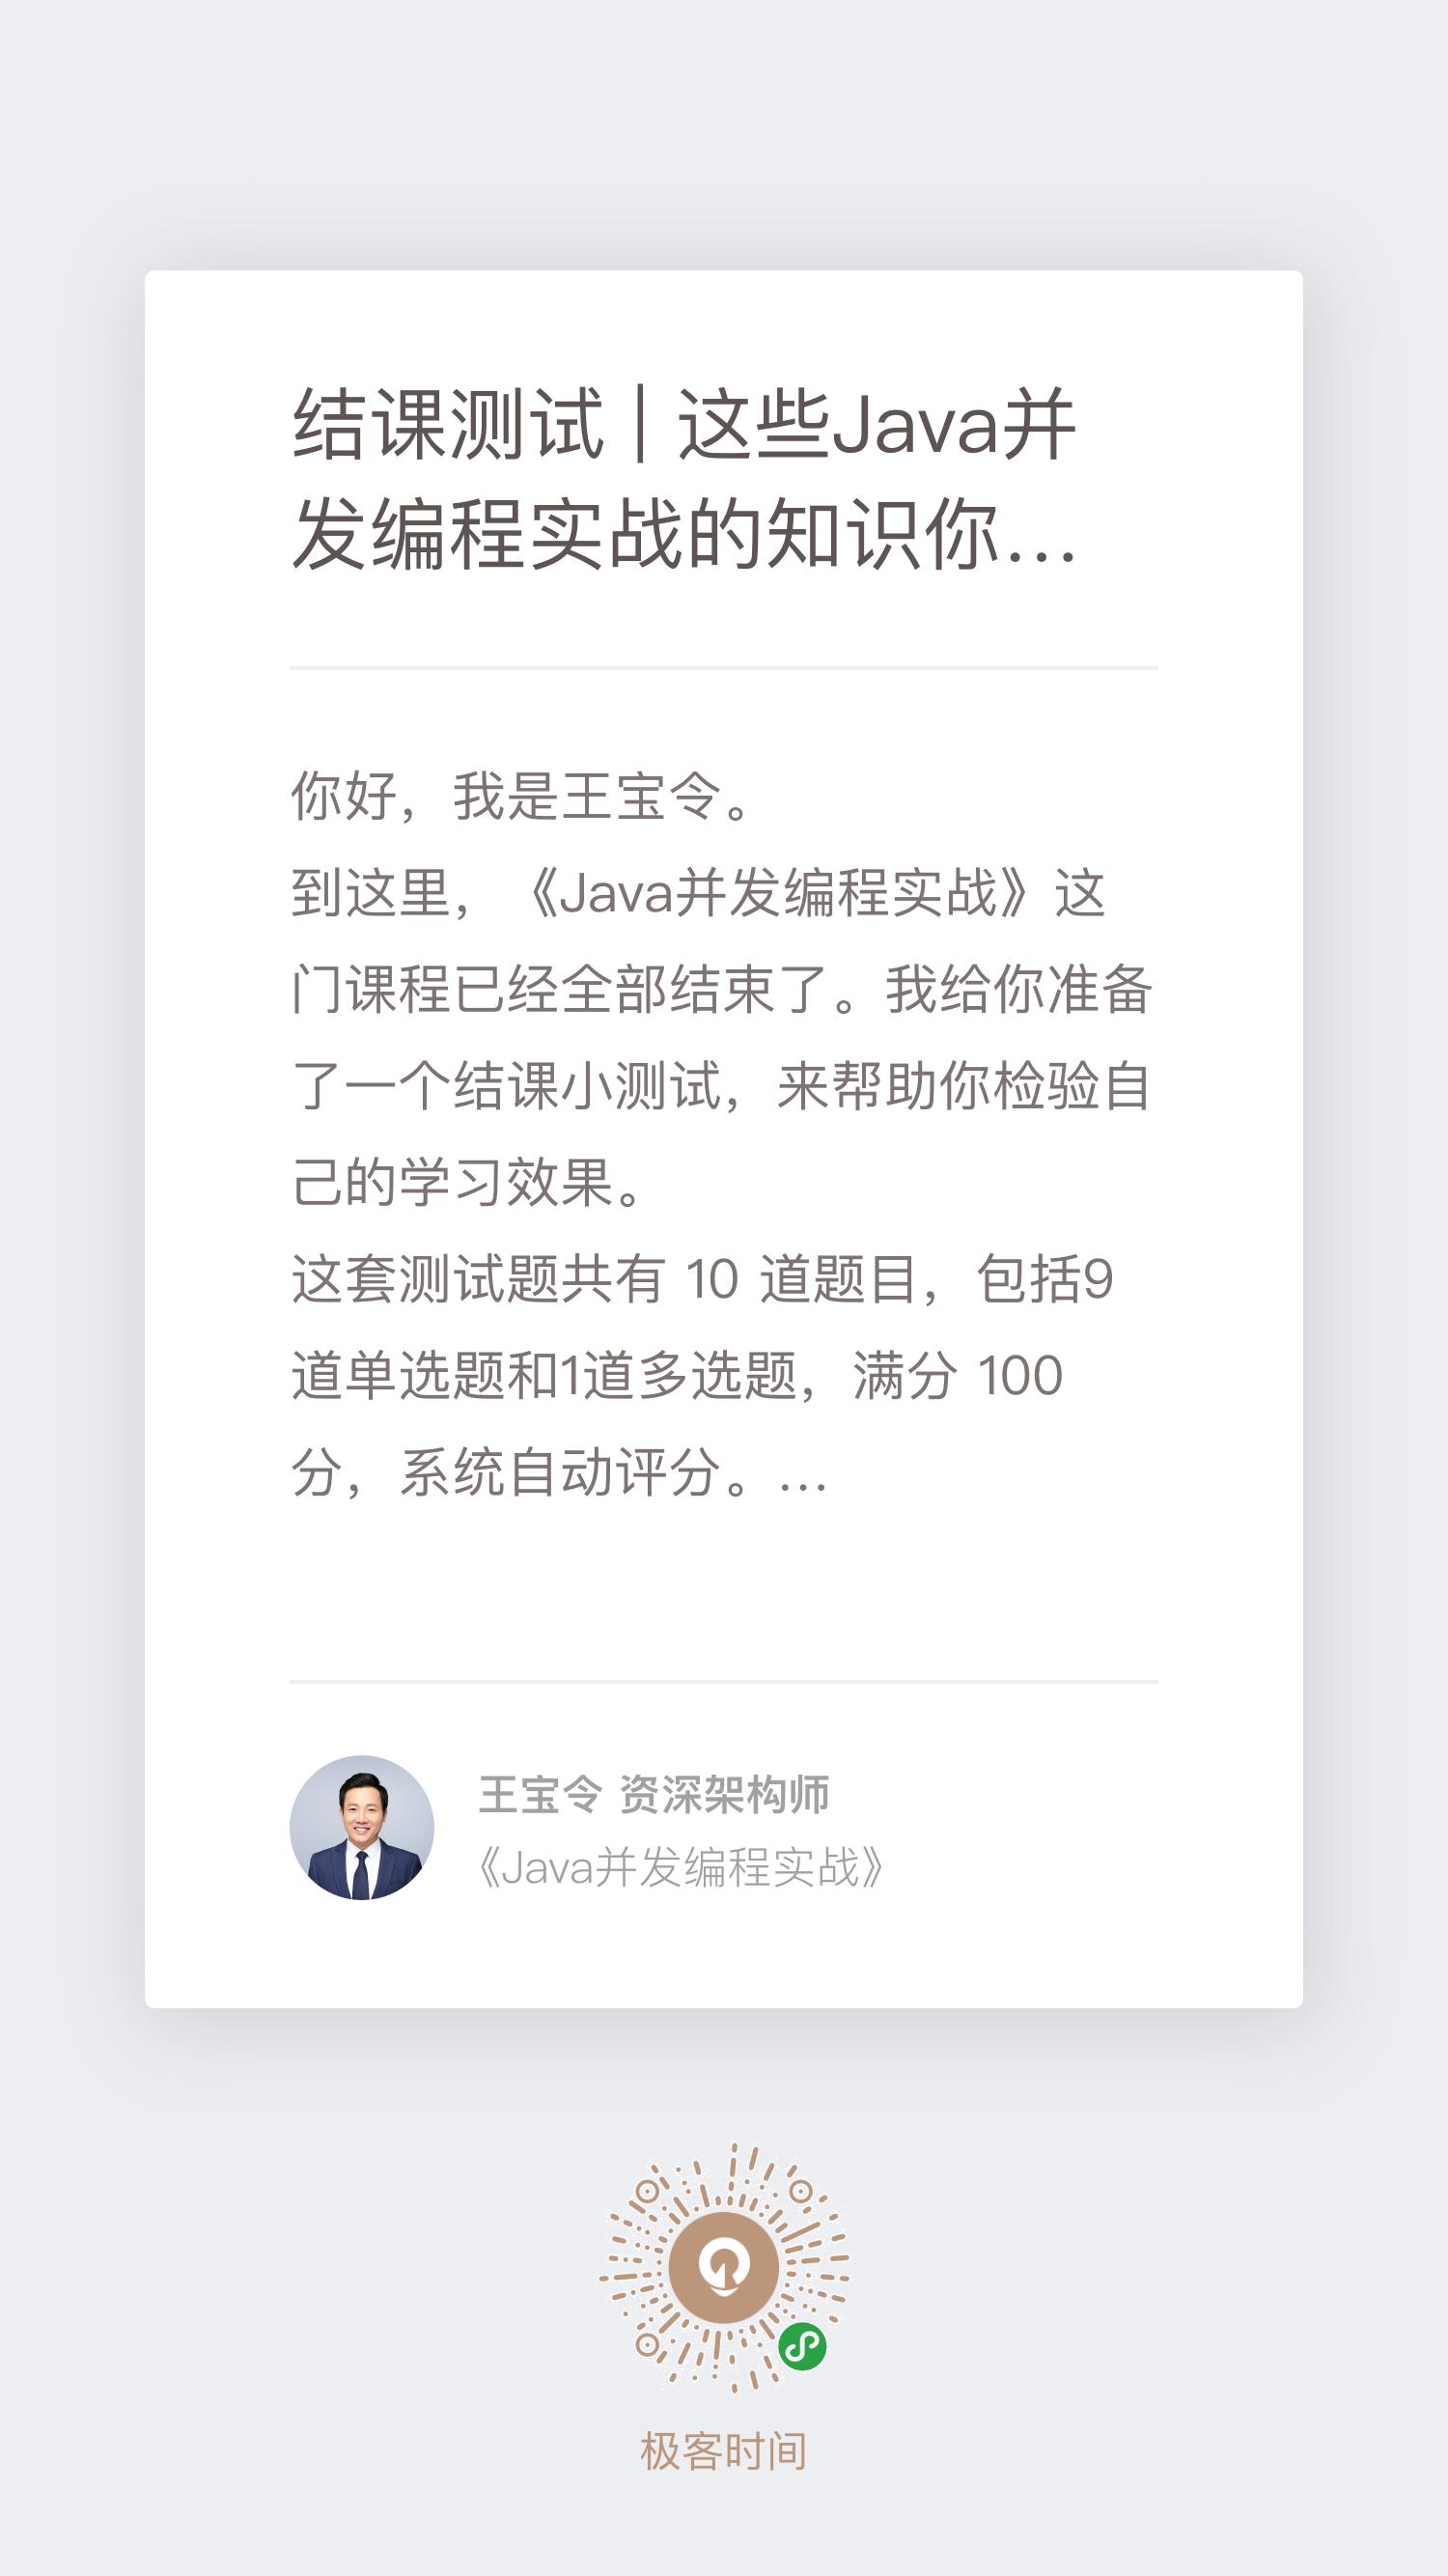 结课测试 | 这些Java并
发编程实战的知识你...
你好，我是王宝令。
到这里，《Java并发编程实战》这
门课程已经全部结束了。我给你准备
了一个结课小测试，来帮助你检验自
己的学习效果。
这套测试题共有 10 道题目，包括9
道单选题和1道多选题，满分 100
分，系统自动评分。...
王宝令 资深架构师
《Java并发编程实战》
极客时间